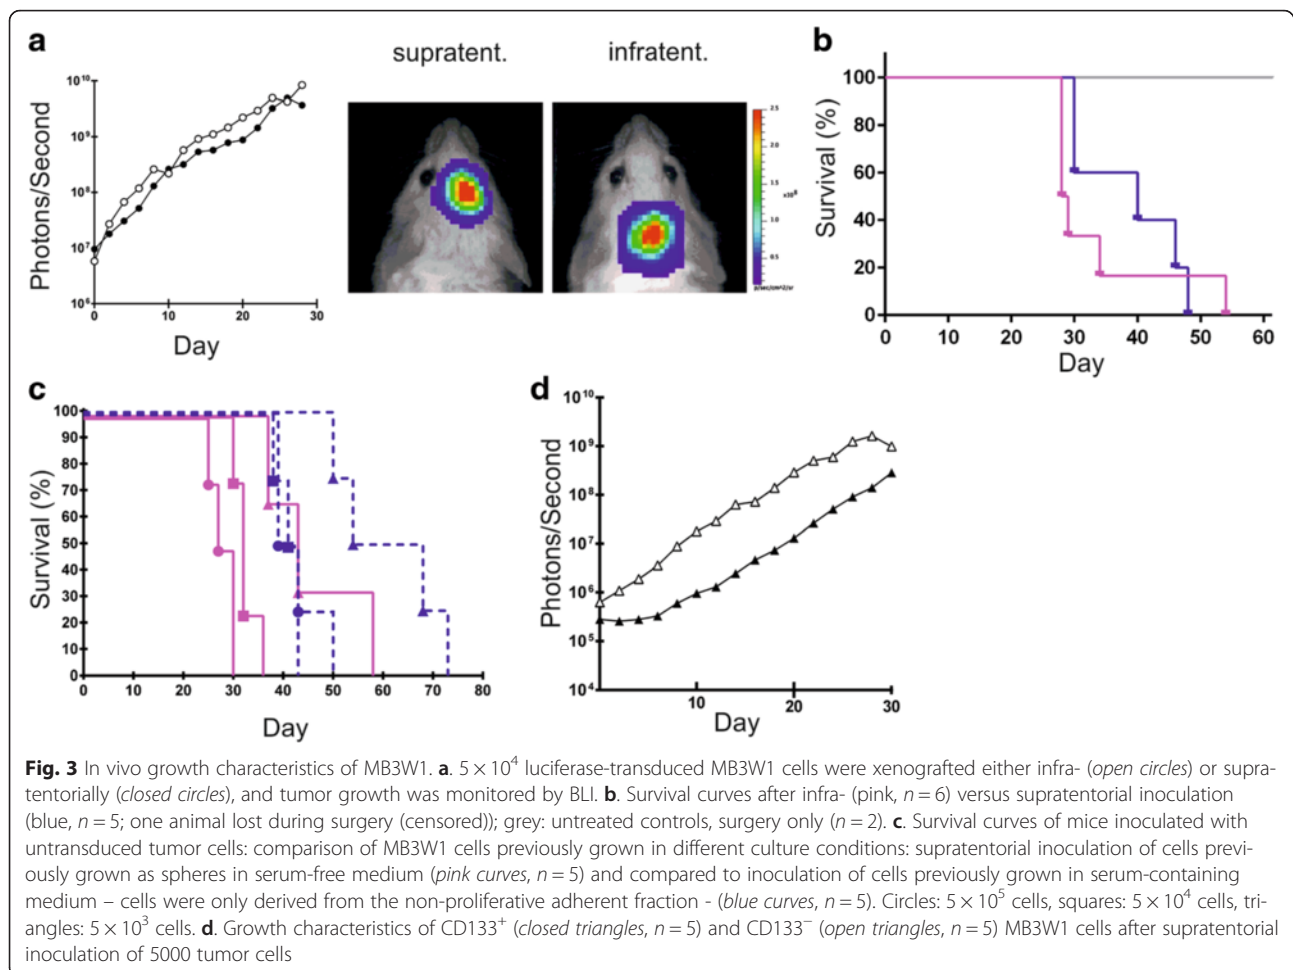 a
supratent.
infratent.
b
10¹⁰
10⁹
10⁸
10⁷
10⁶
Photons/Second
0
10
20
30
Day
2.5
2.0
1.5
x10⁸
1.0
0.5
Survival (%)
100
80
60
40
20
0
0
10
20
30
40
50
60
Day
c
Survival (%)
100
90
80
70
60
50
40
30
20
10
0
0
10
20
30
40
50
60
70
80
Day
d
Photons/Second
10¹⁰
10⁹
10⁸
10⁷
10⁶
10⁵
10⁴
10
20
30
Day
Fig. 3 In vivo growth characteristics of MB3W1. a. 5 × 10⁴ luciferase-transduced MB3W1 cells were xenografted either infra- (open circles) or supra-
tentorially (closed circles), and tumor growth was monitored by BLI. b. Survival curves after infra- (pink, n = 6) versus supratentorial inoculation
(blue, n = 5; one animal lost during surgery (censored)); grey: untreated controls, surgery only (n = 2). c. Survival curves of mice inoculated with
untransduced tumor cells: comparison of MB3W1 cells previously grown in different culture conditions: supratentorial inoculation of cells previ-
ously grown as spheres in serum-free medium (pink curves, n = 5) and compared to inoculation of cells previously grown in serum-containing
medium – cells were only derived from the non-proliferative adherent fraction - (blue curves, n = 5). Circles: 5 × 10⁵ cells, squares: 5 × 10⁴ cells, tri-
angles: 5 × 10³ cells. d. Growth characteristics of CD133⁺ (closed triangles, n = 5) and CD133⁻ (open triangles, n = 5) MB3W1 cells after supratentorial
inoculation of 5000 tumor cells